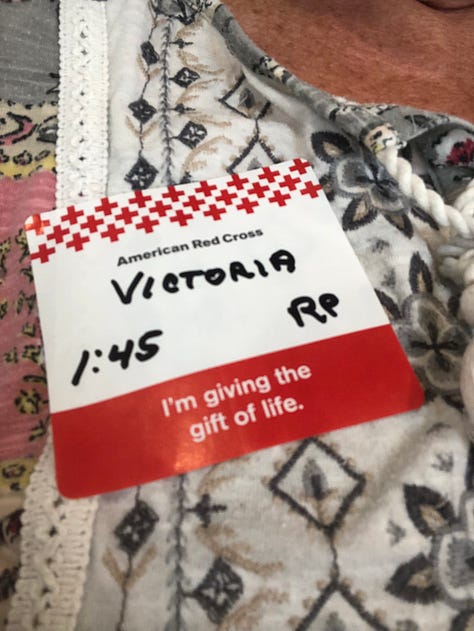 American Red Cross
VICTORIA
1:45 RP
I'm giving the
gift of life.